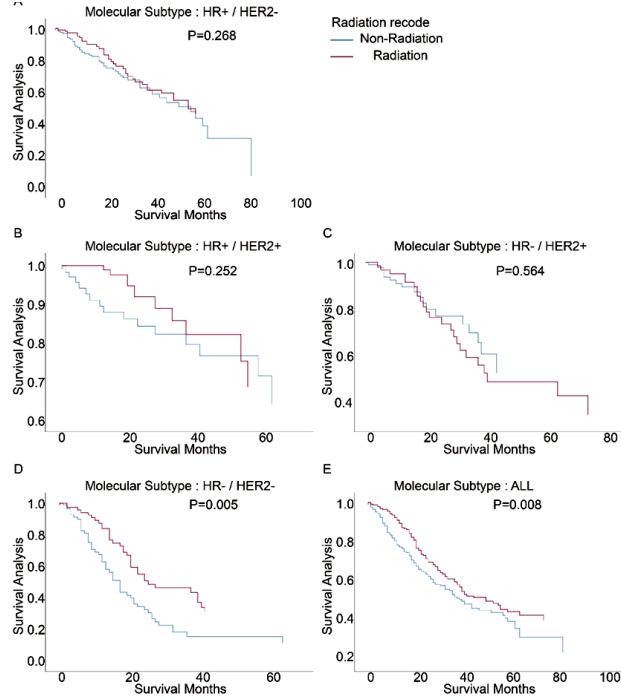 A
Molecular Subtype : HR+ / HER2-
P=0.268
Radiation recode
Non-Radiation
Radiation
Survival Analysis
1.0
0.8
0.6
0.4
0.2
0.0
0 20 40 60 80 100
Survival Months
B
Molecular Subtype : HR+ / HER2+
P=0.252
Survival Analysis
1.0
0.9
0.8
0.7
0.6
0 20 40 60
Survival Months
C
Molecular Subtype : HR- / HER2+
P=0.564
Survival Analysis
1.0
0.8
0.6
0.4
0 20 40 60 80
Survival Months
D
Molecular Subtype : HR- / HER2-
P=0.005
Survival Analysis
1.0
0.8
0.6
0.4
0.2
0.0
0 20 40 60
Survival Months
E
Molecular Subtype : ALL
P=0.008
Survival Analysis
1.0
0.8
0.6
0.4
0.2
0 20 40 60 80 100
Survival Months